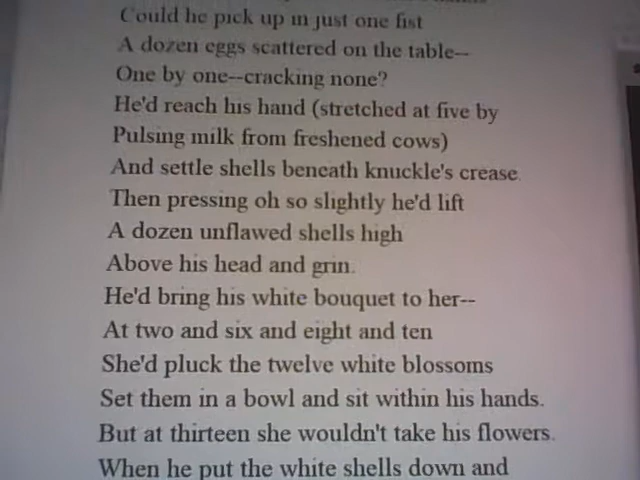 Could he pick up in just one fist
A dozen eggs scattered on the table--
One by one--cracking none?
He'd reach his hand (stretched at five by
Pulsing milk from freshened cows)
And settle shells beneath knuckle's crease
Then pressing oh so slightly he'd lift
A dozen unflawed shells high
Above his head and grin.
He'd bring his white bouquet to her--
At two and six and eight and ten
She'd pluck the twelve white blossoms
Set them in a bowl and sit within his hands.
But at thirteen she wouldn't take his flowers.
When he put the white shells down and